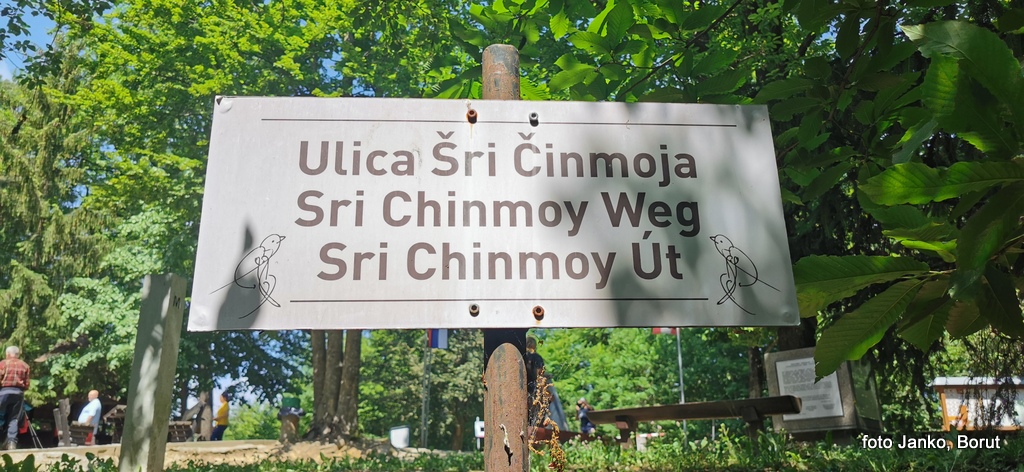 Ulica Šri Činmoja
Sri Chinmoy Weg
Sri Chinmoy Út
foto Janko, Borut